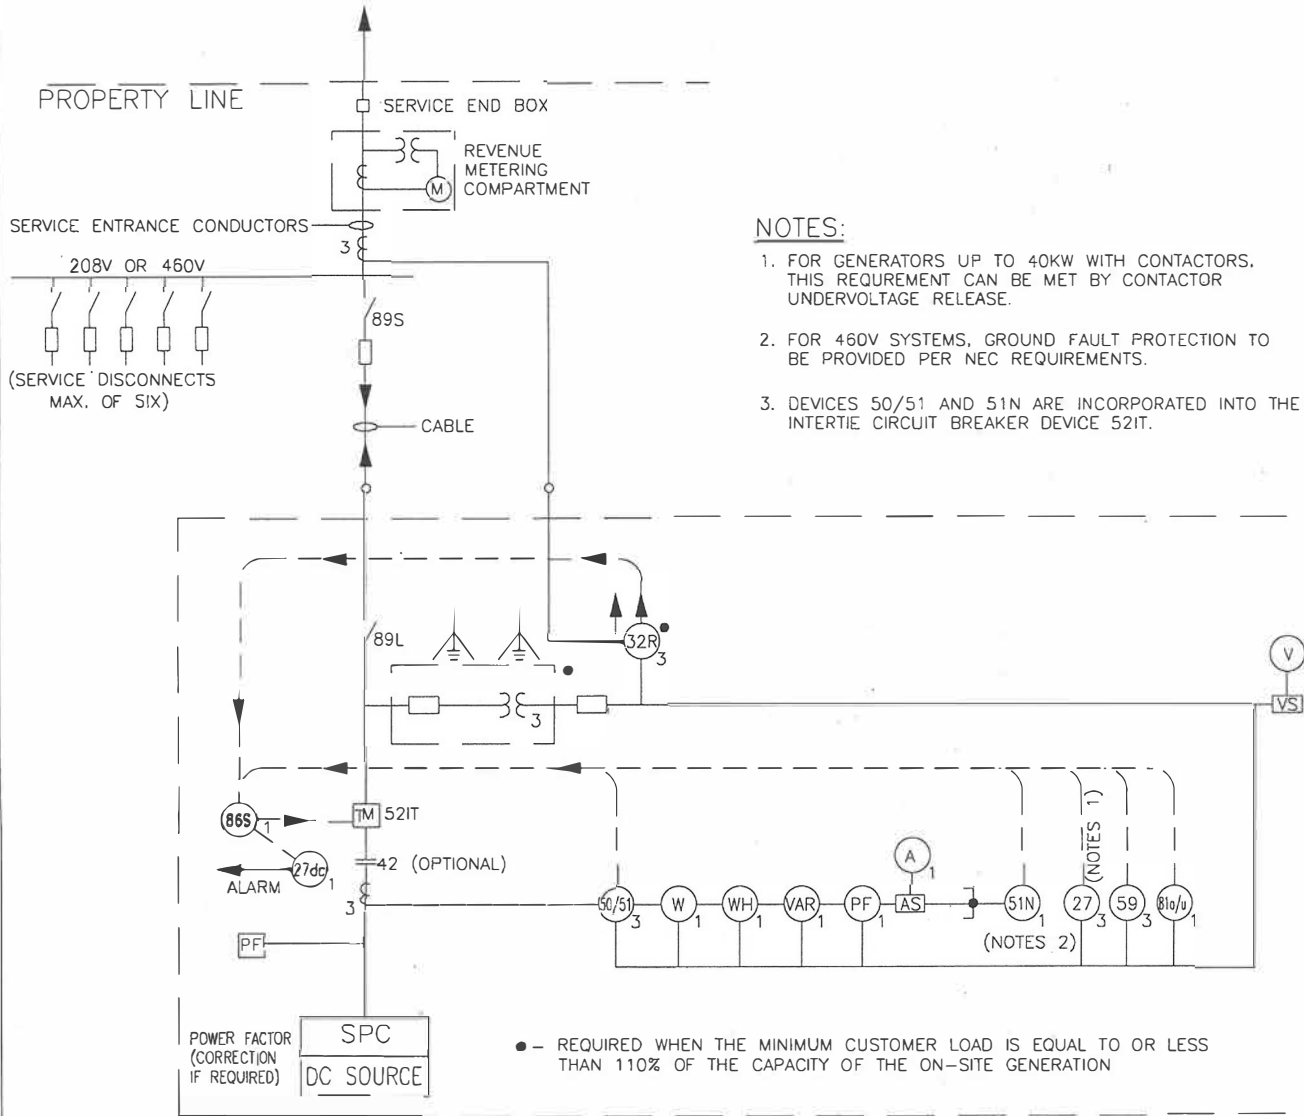 PROPERTY LINE
SERVICE END BOX
REVENUE
METERING
COMPARTMENT
M
SERVICE ENTRANCE CONDUCTORS
3
208V OR 460V
89S
(SERVICE DISCONNECTS
MAX. OF SIX)
CABLE
NOTES:
1. FOR GENERATORS UP TO 40KW WITH CONTACTORS,
THIS REQUREMENT CAN BE MET BY CONTACTOR
UNDERVOLTAGE RELEASE.
2. FOR 460V SYSTEMS, GROUND FAULT PROTECTION TO
BE PROVIDED PER NEC REQUIREMENTS.
3. DEVICES 50/51 AND 51N ARE INCORPORATED INTO THE
INTERTIE CIRCUIT BREAKER DEVICE 52IT.
89L
32R
3
3
V
VS
86S
1
TM
52IT
27dc
1
ALARM
42 (OPTIONAL)
3
A
1
(NOTES 1)
50/51
3
W
1
WH
1
VAR
1
PF
1
AS
51N
1
27
3
59
3
81o/u
1
(NOTES 2)
PF
POWER FACTOR
(CORRECTION
IF REQUIRED)
SPC
DC SOURCE
● – REQUIRED WHEN THE MINIMUM CUSTOMER LOAD IS EQUAL TO OR LESS
THAN 110% OF THE CAPACITY OF THE ON-SITE GENERATION